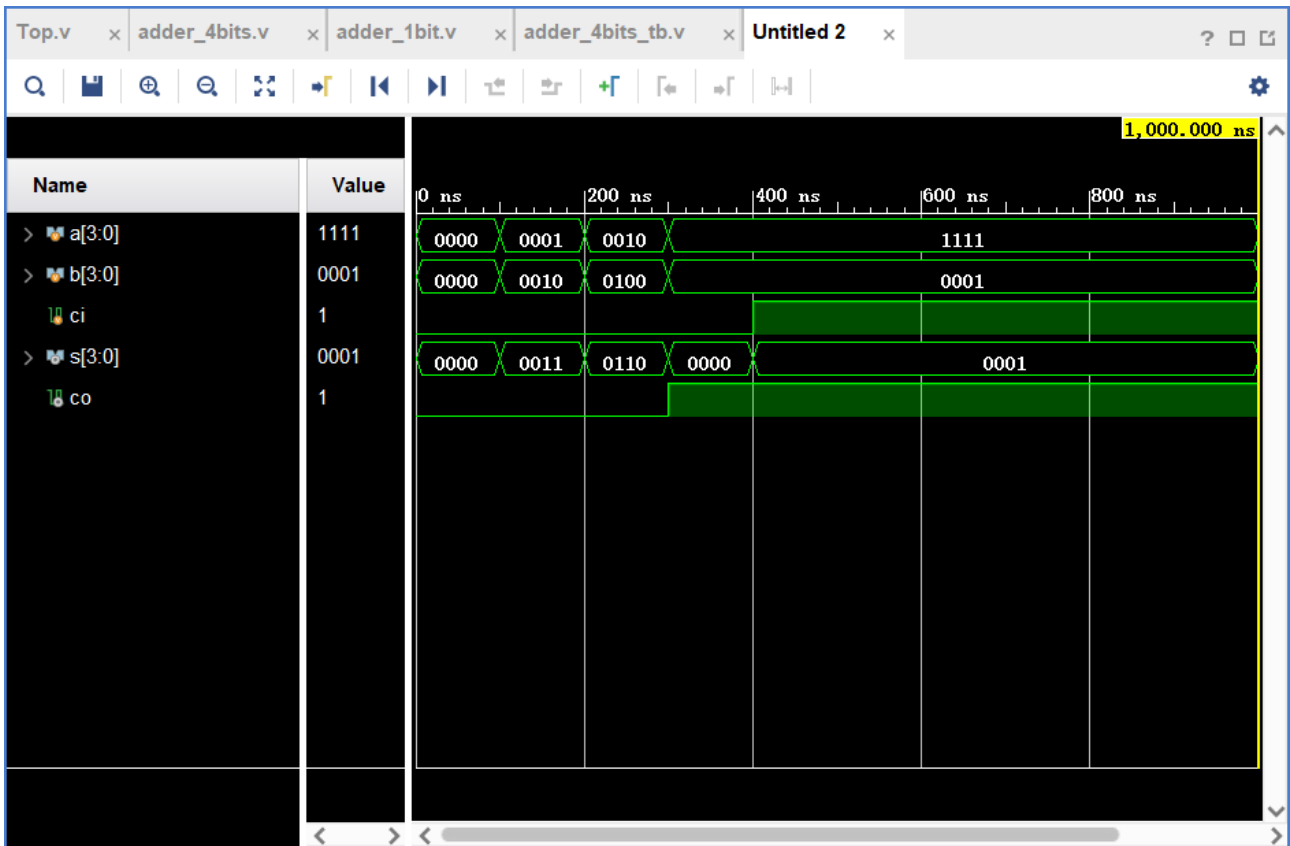 Top.v × adder_4bits.v × adder_1bit.v × adder_4bits_tb.v × Untitled 2 × ?
1,000.000 ns
Name Value 0 ns 200 ns 400 ns 600 ns 800 ns
a[3:0] 1111 0000 0001 0010 1111
b[3:0] 0001 0000 0010 0100 0001
ci 1
s[3:0] 0001 0000 0011 0110 0000 0001
co 1